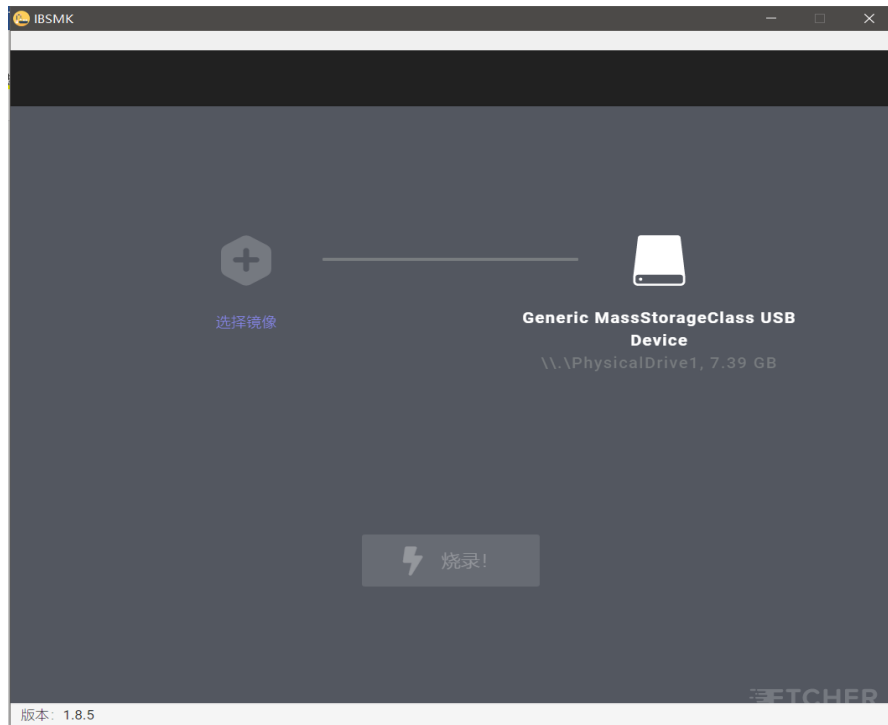 IBSMK
选择镜像
Generic MassStorageClass USB
Device
\\.\PhysicalDrive1, 7.39 GB
烧录!
ETCHER
版本: 1.8.5